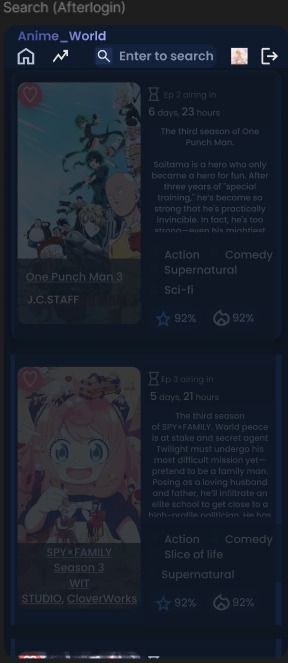 Search (Afterlogin)
Anime_World
Enter to search
Ep 2 airing in
6 days, 23 hours
The third season of One
Punch Man.
Saitama is a hero who only
became a hero for fun. After
three years of "special
training," he's become so
strong that he's practically
invincible. In fact, he's too
strong—even his mightiest
One Punch Man 3
J.C.STAFF
Action Comedy
Supernatural
Sci-fi
92% 92%
Ep 3 airing in
5 days, 21 hours
The third season
of SPY×FAMILY. World peace
is at stake and secret agent
Twilight must undergo his
most difficult mission yet—
pretend to be a family man.
Posing as a loving husband
and father, he'll infiltrate an
elite school to get close to a
high-profile politician. He has
SPY×FAMILY
Season 3
WIT
STUDIO, CloverWorks
Action Comedy
Slice of life
Supernatural
92% 92%